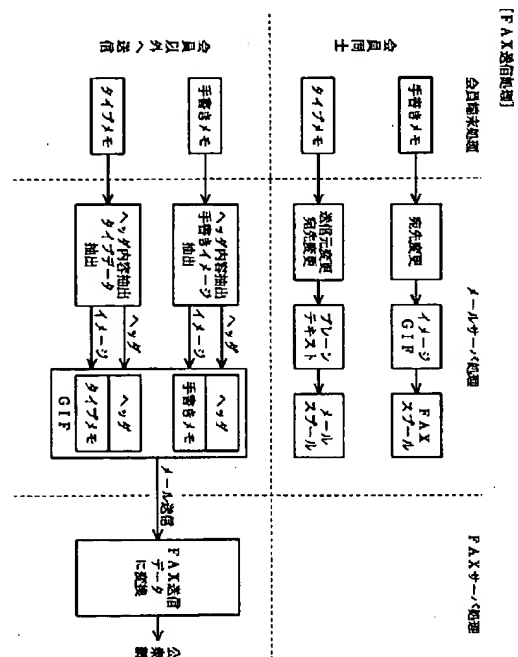 [FAX送信処理]
会員端末処理
メールサーバ処理
FAXサーバ処理
会員同士
手書きメモ
宛先変更
イメージ
GIF
FAX
スプール
タイプメモ
送信元変更
宛先変更
プレーン
テキスト
メール
スプール
会員以外へ送信
手書きメモ
ヘッダ内容抽出
手書きイメージ
抽出
ヘッダ
イメージ
ヘッダ
手書きメモ
タイプメモ
ヘッダ内容抽出
タイプデータ
抽出
ヘッダ
イメージ
ヘッダ
タイプメモ
GIF
メール送信
FAX送信
データ
に変換
公